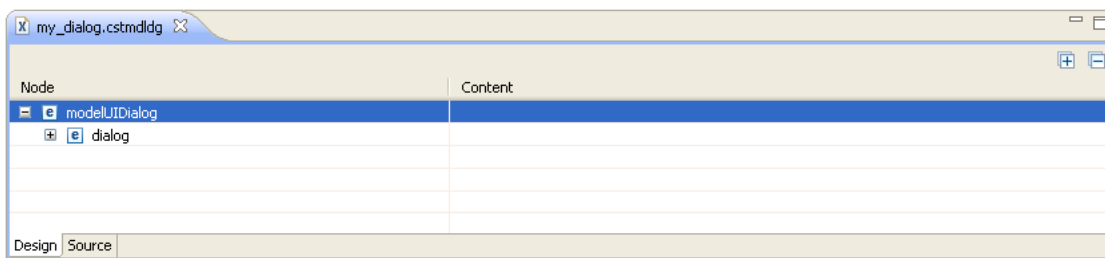 my_dialog.cstmdldg
Node Content
modelUIDialog
dialog
Design Source